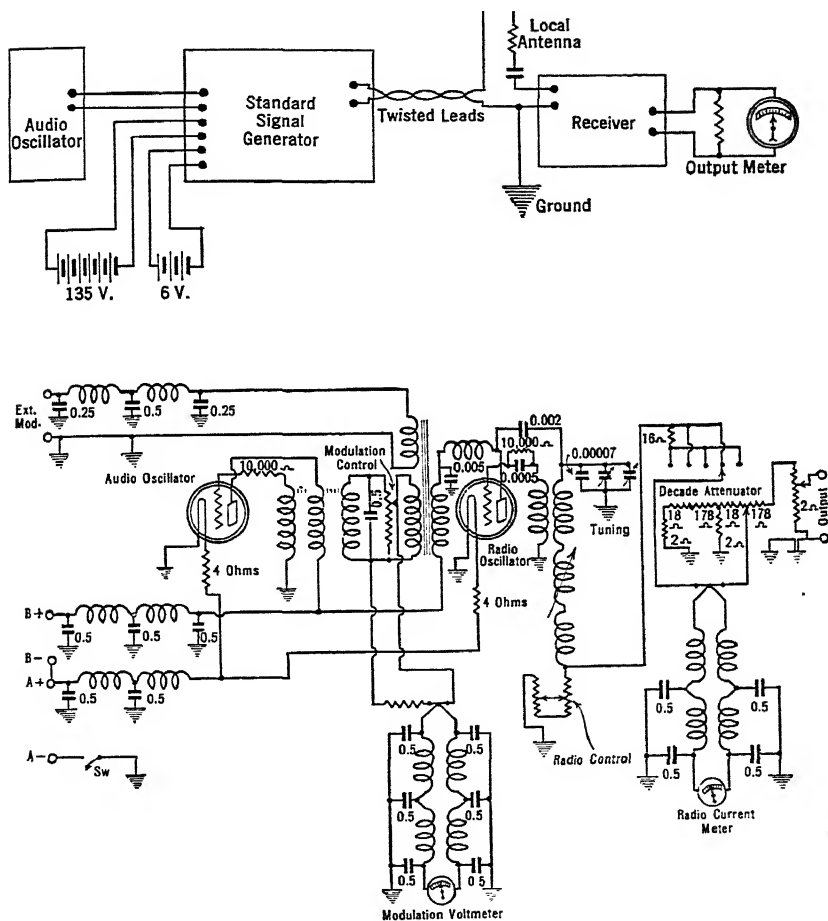 Local
Antenna
Audio
Oscillator
Standard
Signal
Generator
Twisted Leads
Receiver
Output Meter
Ground
135 V.
6 V.
Ext.
Mod.
0.25
0.5
0.25
Audio Oscillator
10,000 Ω
Modulation
Control
0.5
0.005
0.002
10,000 Ω
0.0005
0.00007
Tuning
Radio
Oscillator
4 Ohms
4 Ohms
16 Ω
Decade Attenuator
18
Ω
178
Ω
18
Ω
178
Ω
2 Ω
2 Ω
2 Ω
Output
B+
0.5
0.5
0.5
B-
A+
0.5
0.5
A-
Sw
Radio Control
0.5
0.5
0.5
0.5
Radio Current
Meter
0.5
0.5
0.5
0.5
0.5
0.5
Modulation Voltmeter